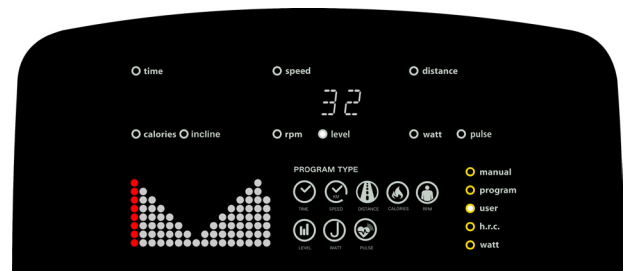 time speed distance
32
calories incline rpm level watt pulse
PROGRAM TYPE
manual
program
user
h.r.c.
watt
TIME SPEED DISTANCE CALORIES RPM
LEVEL WATT PULSE